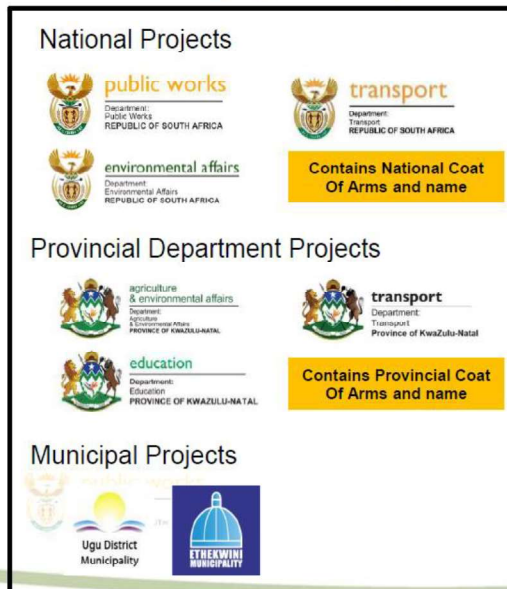 National Projects
public works
Department:
Public Works
REPUBLIC OF SOUTH AFRICA
transport
Department:
Transport
REPUBLIC OF SOUTH AFRICA
environmental affairs
Department:
Environmental Affairs
REPUBLIC OF SOUTH AFRICA
Contains National Coat
Of Arms and name
Provincial Department Projects
agriculture
& environmental affairs
Department:
Agriculture
& Environmental Affairs
PROVINCE OF KWAZULU-NATAL
transport
Department:
Transport
Province of KwaZulu-Natal
education
Department:
Education
PROVINCE OF KWAZULU-NATAL
Contains Provincial Coat
Of Arms and name
Municipal Projects
Ugu District
Municipality
ETHEKWINI
MUNICIPALITY